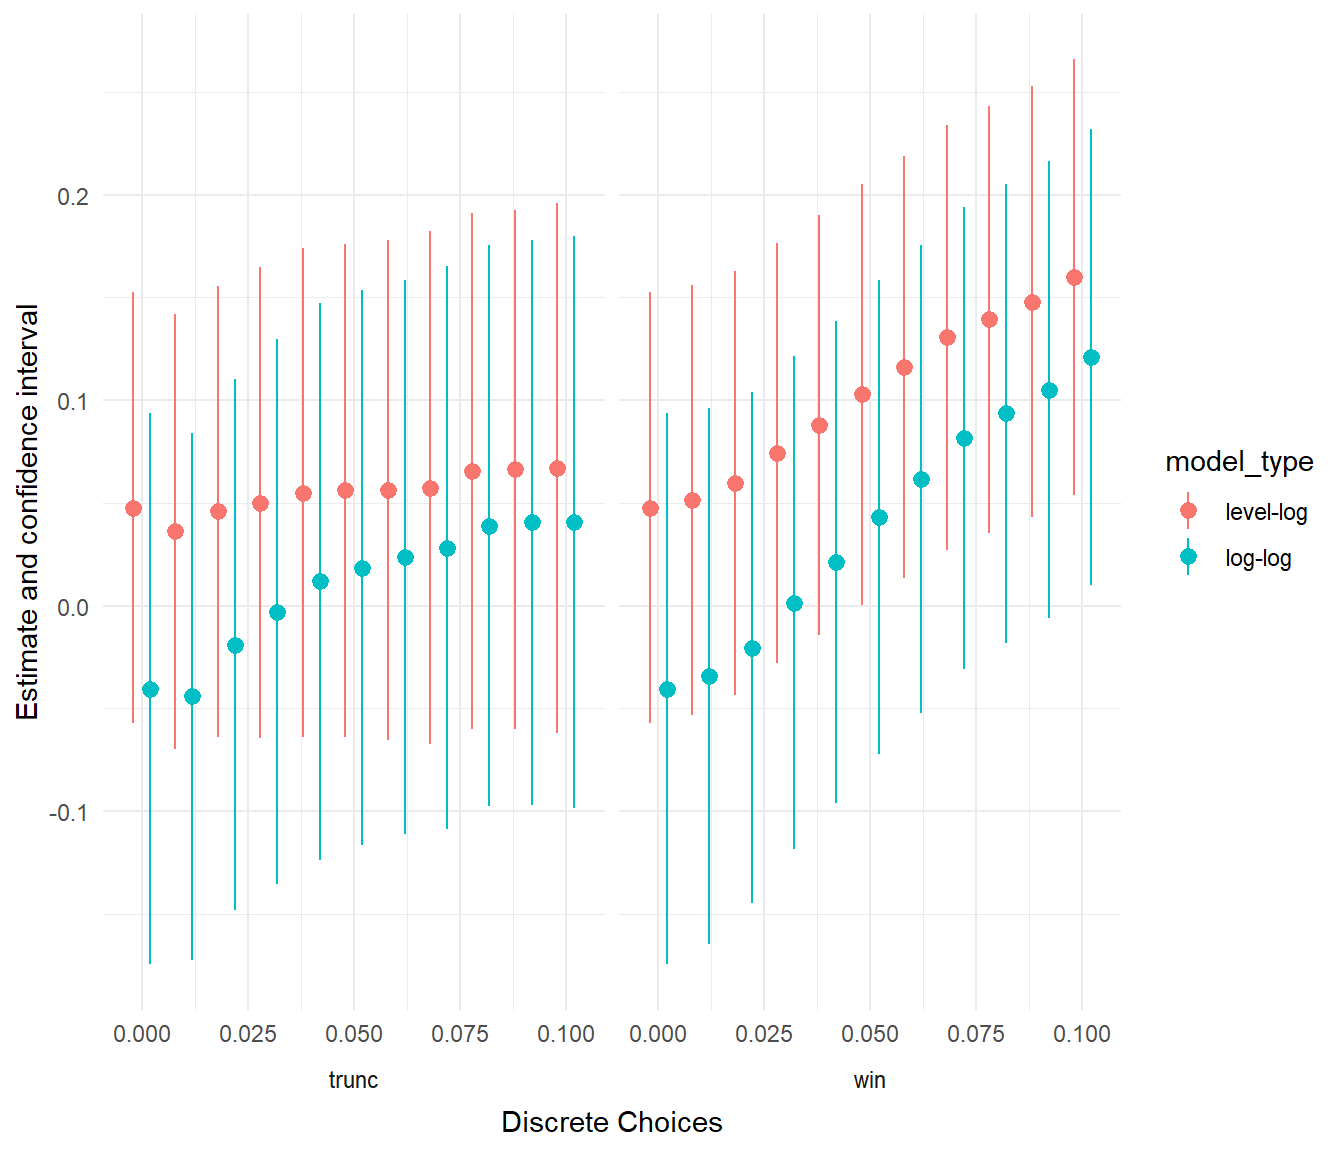 Estimate and confidence interval
0.2
0.1
0.0
-0.1
0.000 0.025 0.050 0.075 0.100
0.000 0.025 0.050 0.075 0.100
trunc
win
Discrete Choices
model_type
level-log
log-log